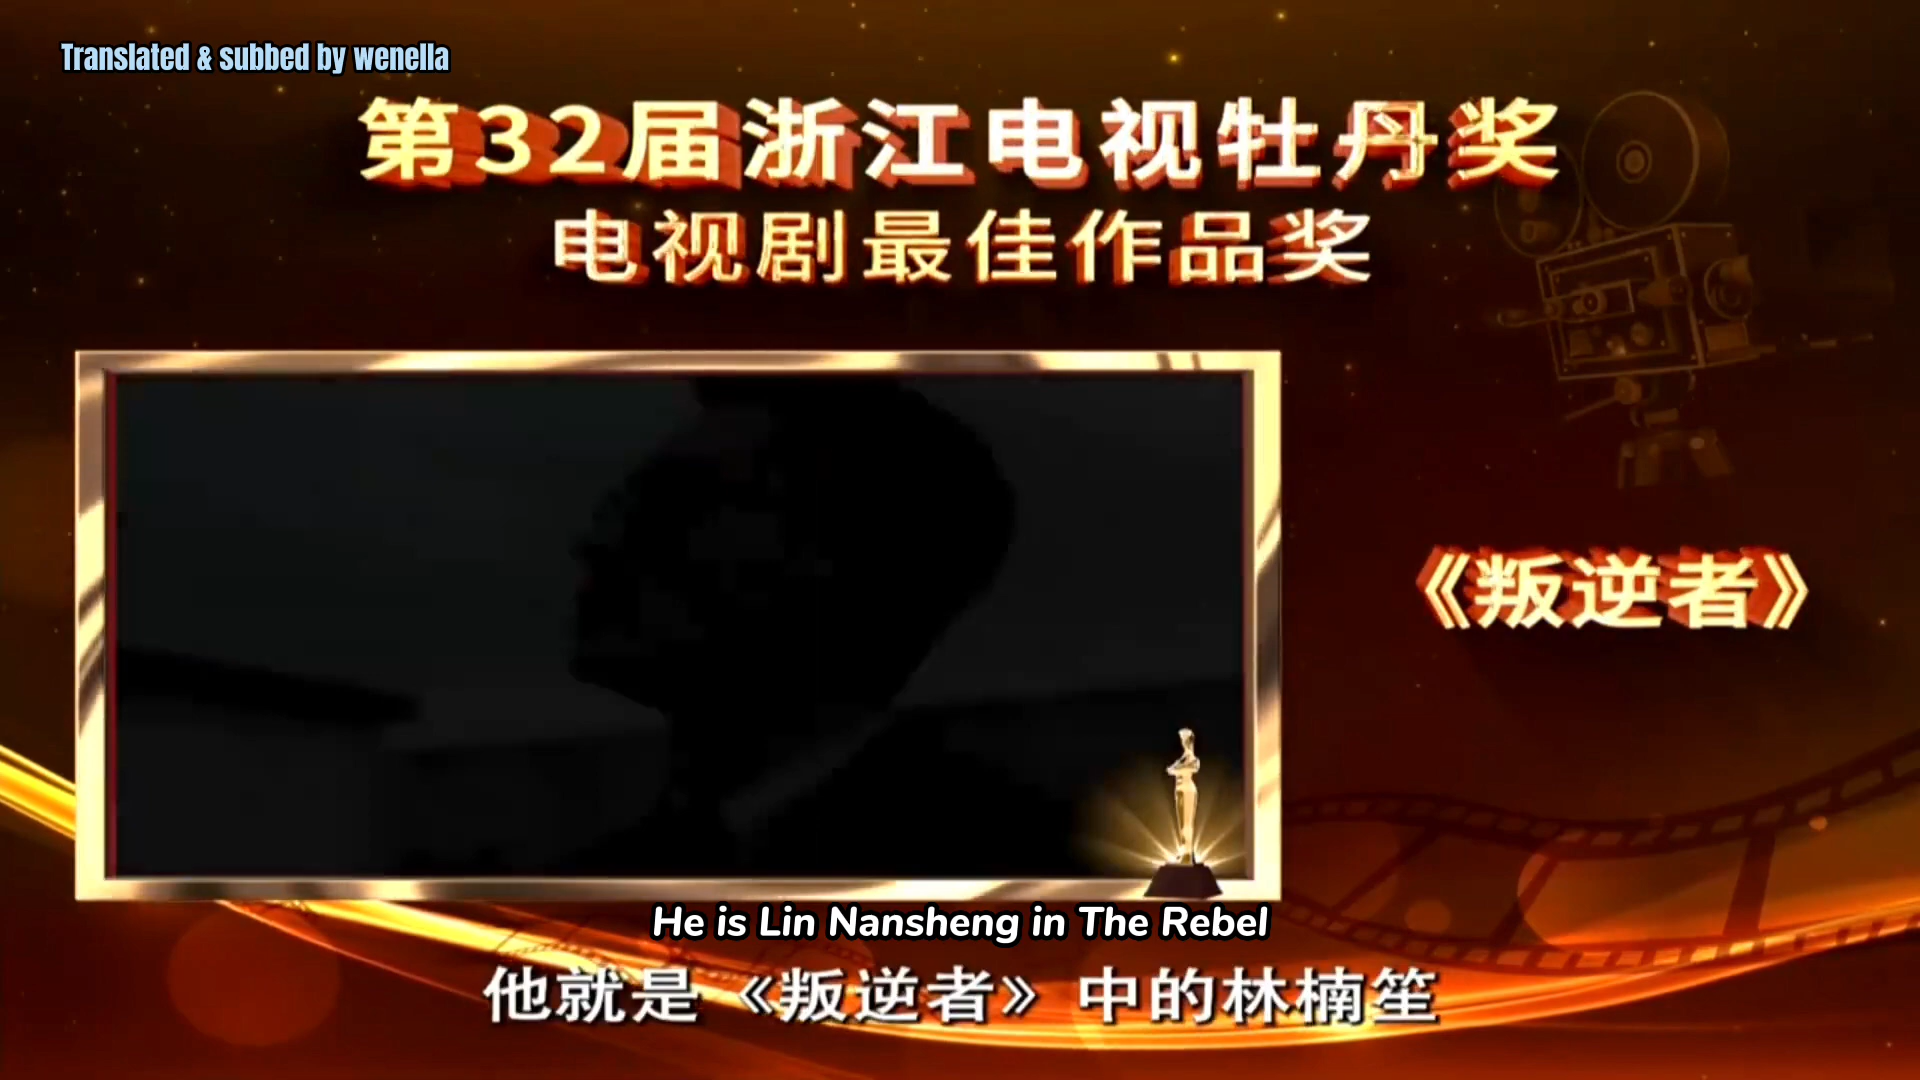 Translated & subbed by wenella
第32届浙江电视牡丹奖
电视剧最佳作品奖
《叛逆者》
He is Lin Nansheng in The Rebel
他就是《叛逆者》中的林楠笙